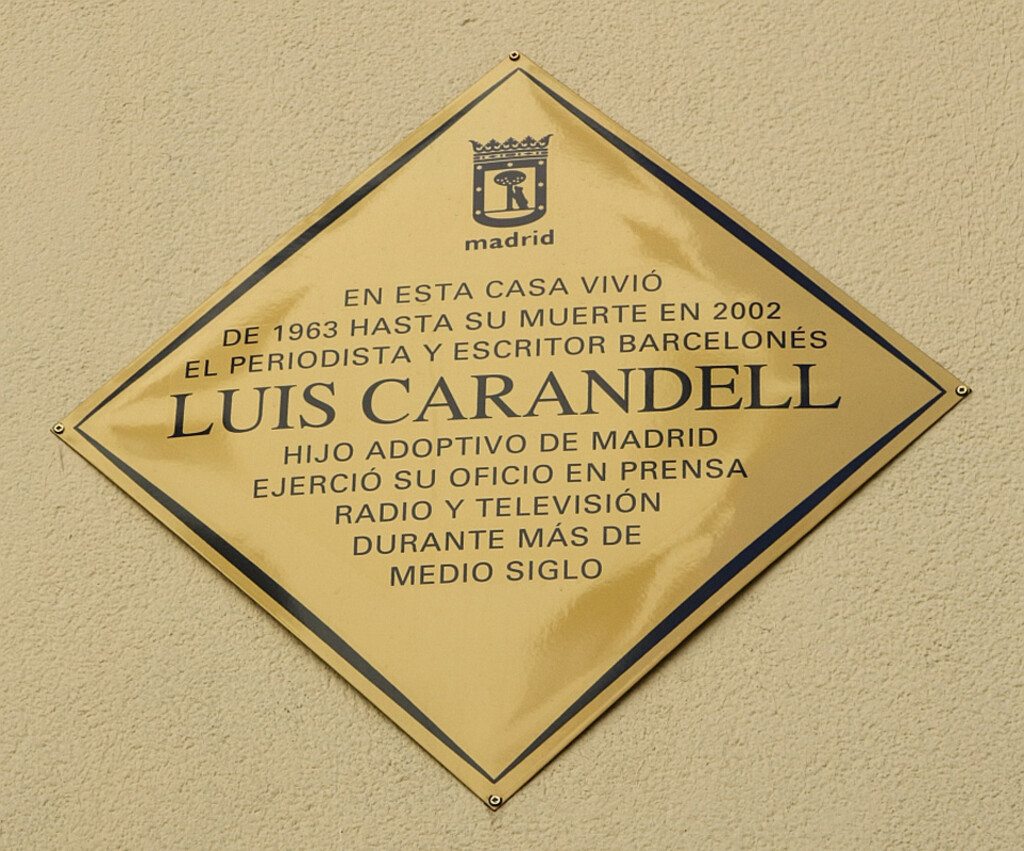 madrid
EN ESTA CASA VIVIÓ
DE 1963 HASTA SU MUERTE EN 2002
EL PERIODISTA Y ESCRITOR BARCELONÉS
LUIS CARANDELL
HIJO ADOPTIVO DE MADRID
EJERCIÓ SU OFICIO EN PRENSA
RADIO Y TELEVISIÓN
DURANTE MÁS DE
MEDIO SIGLO